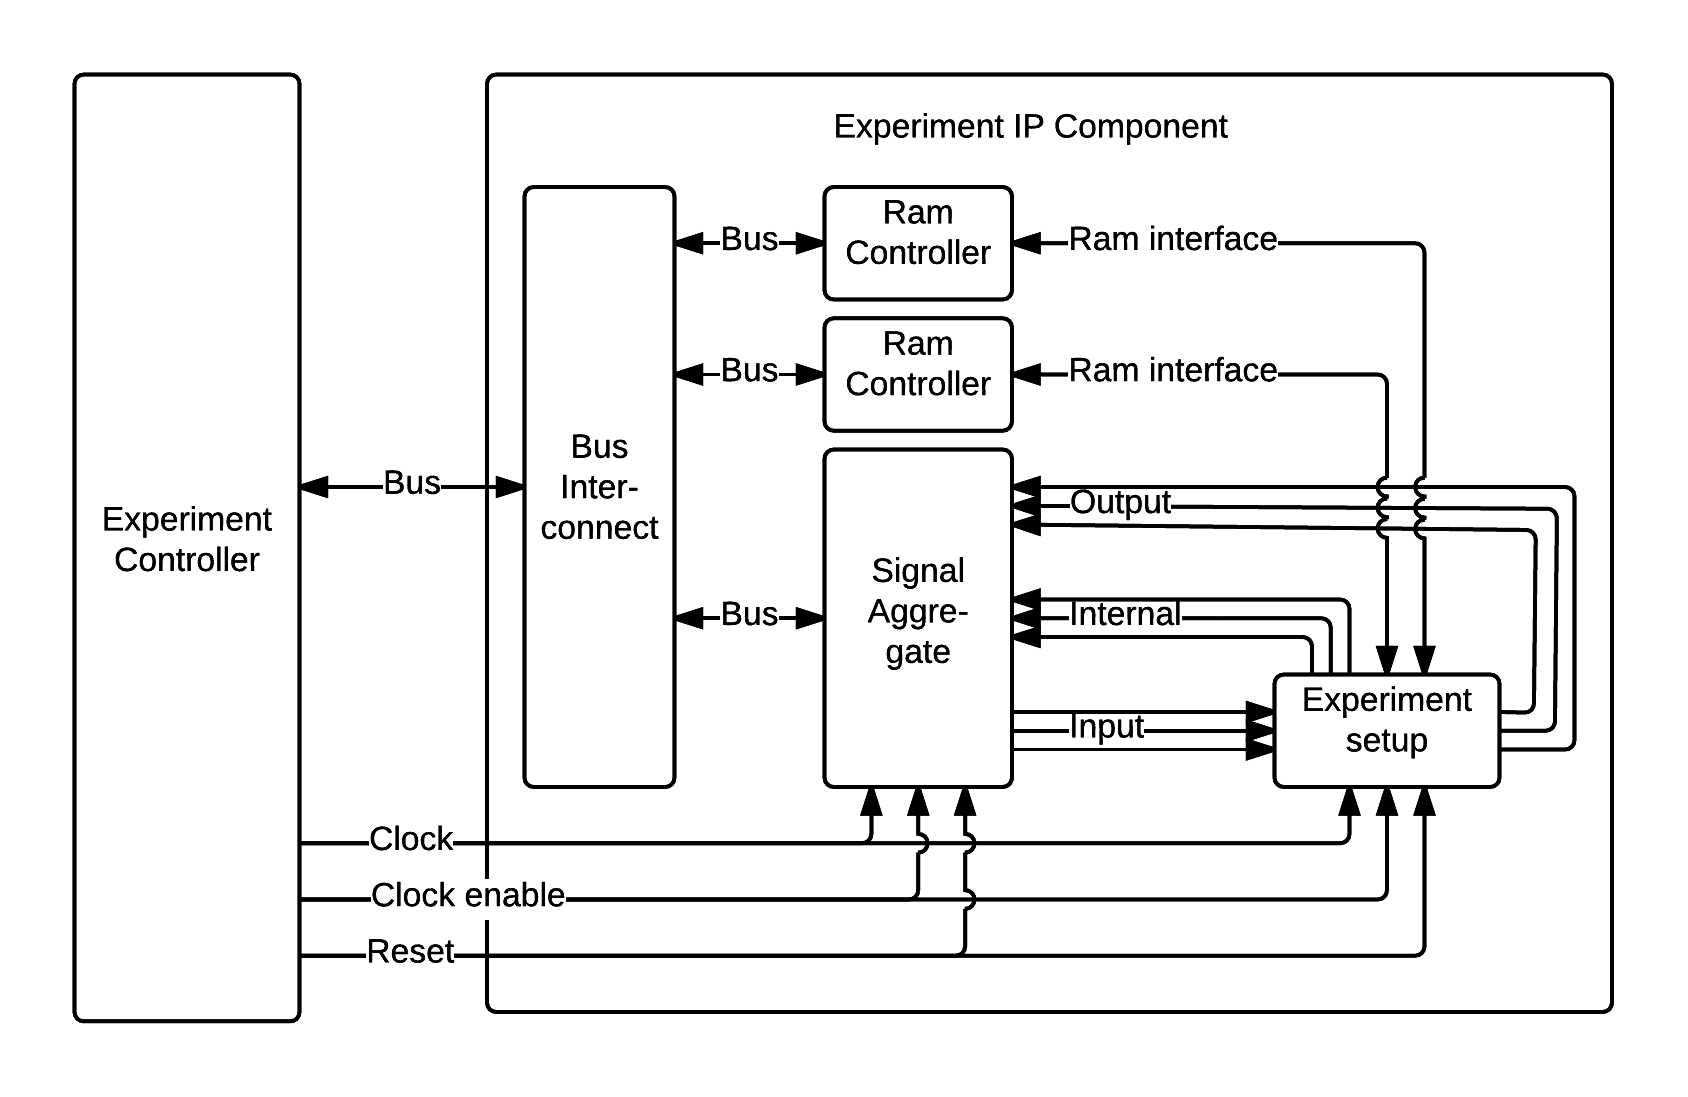 Experiment IP Component
Experiment
Controller
Bus
Bus
Inter-
connect
Bus
Ram
Controller
Ram interface
Bus
Ram
Controller
Ram interface
Bus
Signal
Aggre-
gate
Output
Internal
Input
Experiment
setup
Clock
Clock enable
Reset